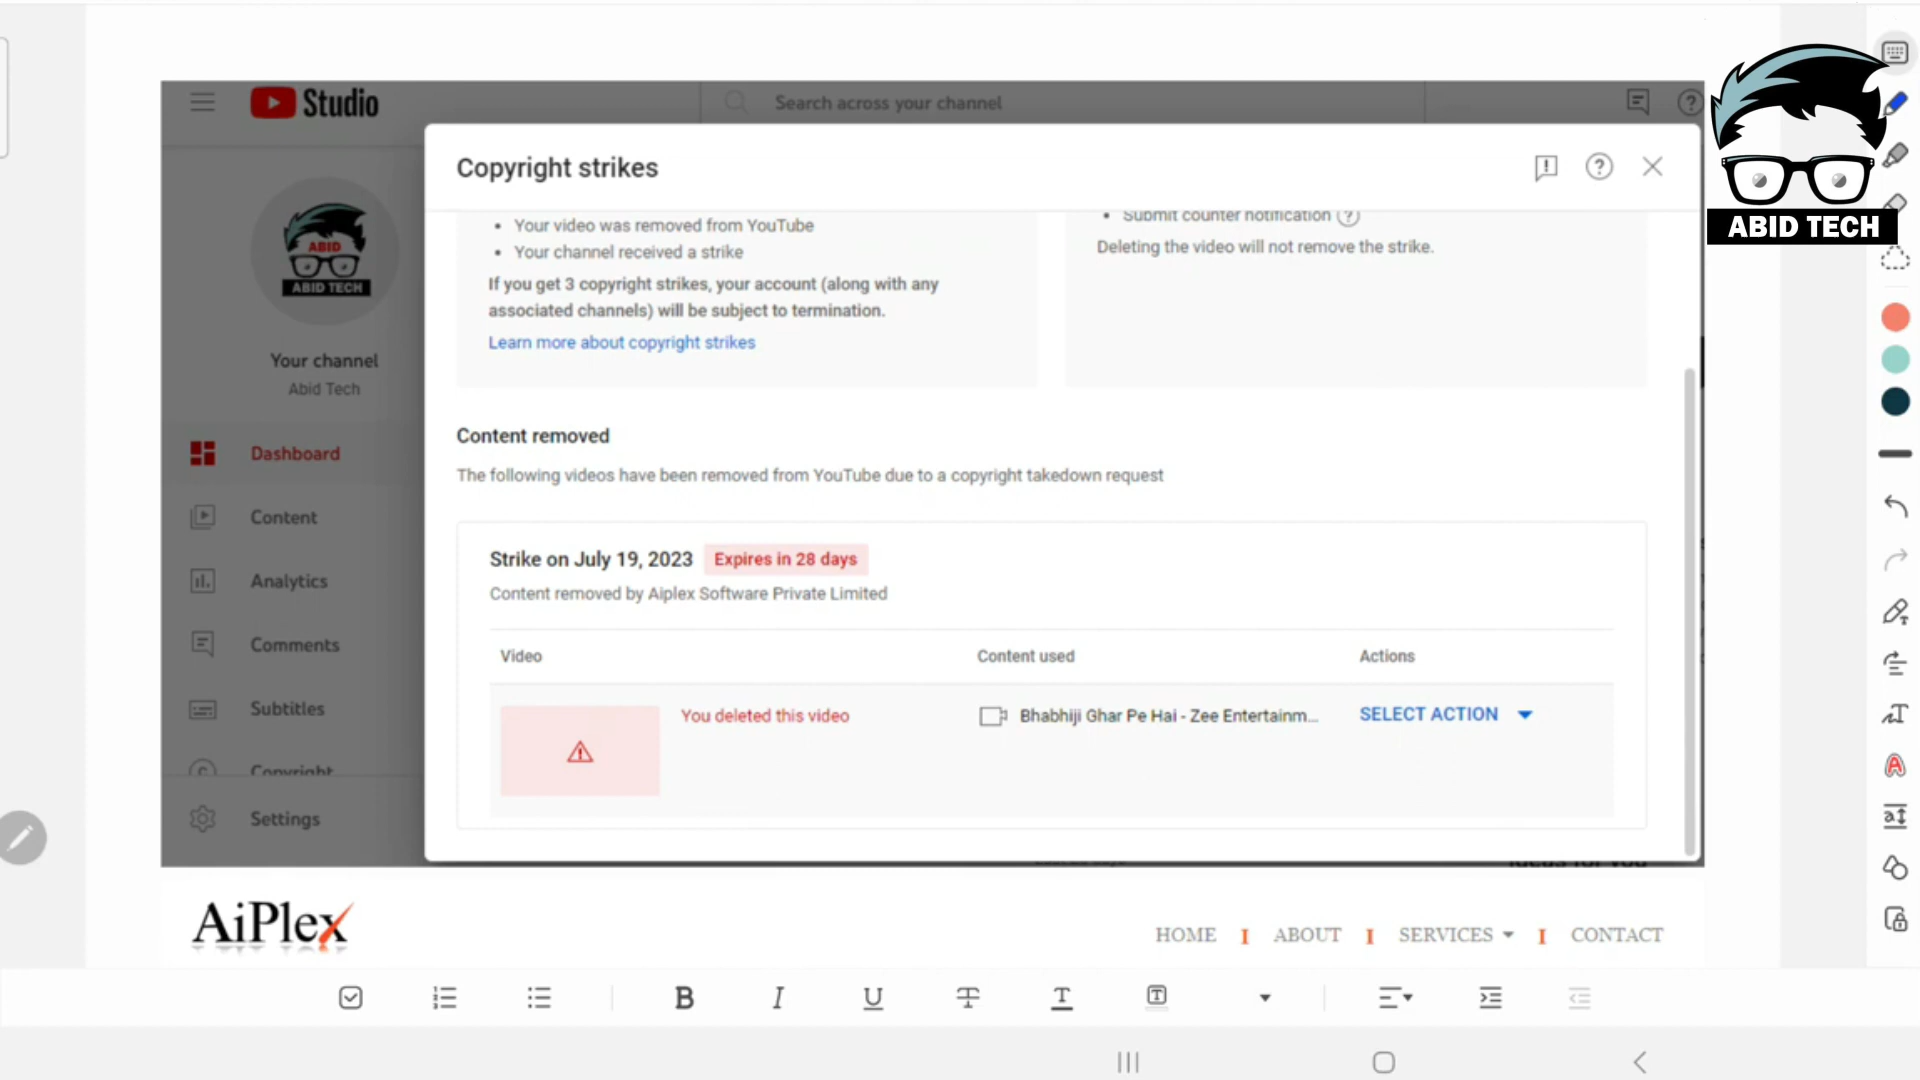 Studio
Search across your channel
ABID TECH
Copyright strikes
Your video was removed from YouTube
Your channel received a strike
If you get 3 copyright strikes, your account (along with any
associated channels) will be subject to termination.
Learn more about copyright strikes
Submit counter notification
Deleting the video will not remove the strike.
ABID
ABID TECH
Your channel
Abid Tech
Dashboard
Content
Analytics
Comments
Subtitles
Copyright
Settings
Content removed
The following videos have been removed from YouTube due to a copyright takedown request
Strike on July 19, 2023 Expires in 28 days
Content removed by Aiplex Software Private Limited
Video Content used Actions
You deleted this video Bhabhiji Ghar Pe Hai - Zee Entertainm... SELECT ACTION
AiPlex
HOME I ABOUT I SERVICES I CONTACT